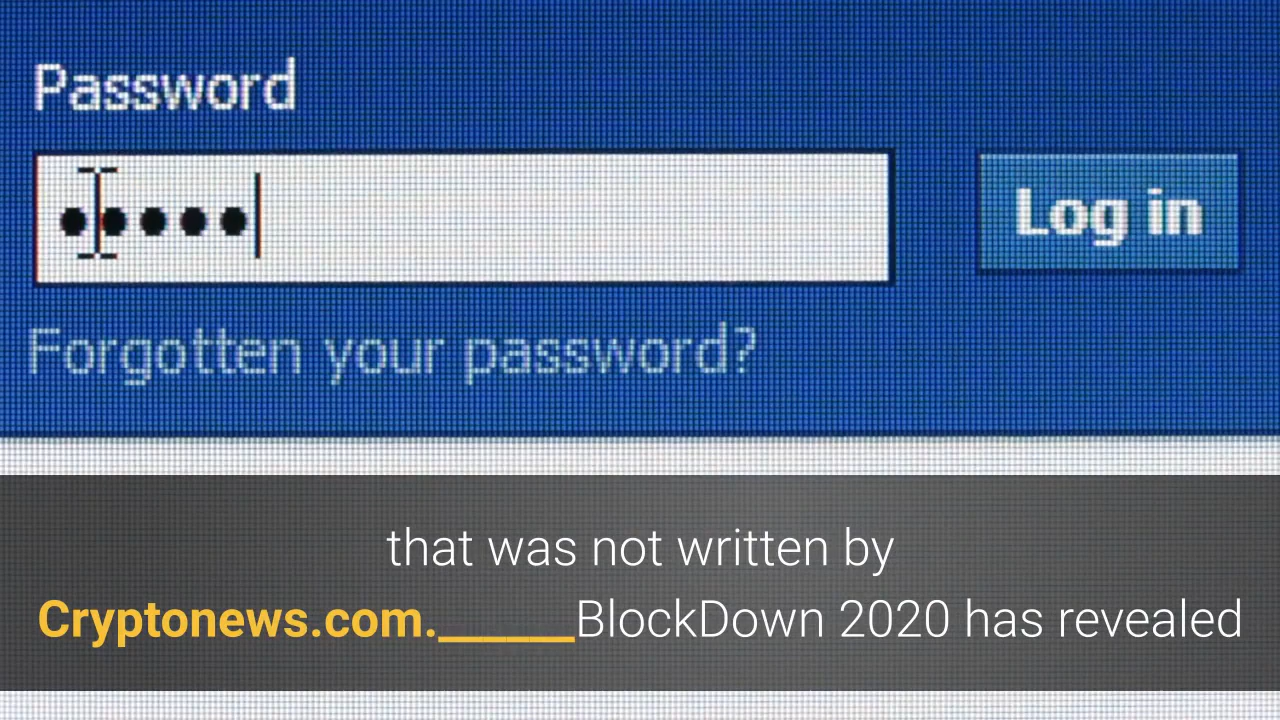 Password
●●●●●
Log in
Forgotten your password?
that was not written by
Cryptonews.com.______BlockDown 2020 has revealed